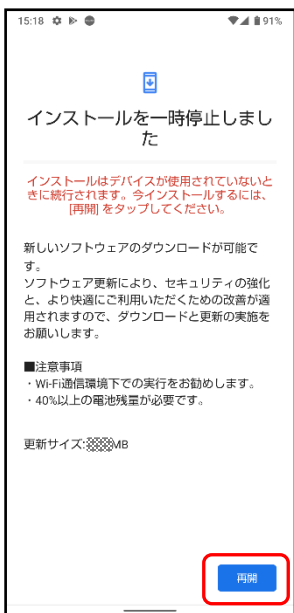 15:18 91%
インストールを一時停止しまし
た
インストールはデバイスが使用されていないと
きに続行されます。今インストールするには、
[再開] をタップしてください。
新しいソフトウェアのダウンロードが可能で
す。
ソフトウェア更新により、セキュリティの強化
と、より快適にご利用いただくための改善が適
用されますので、ダウンロードと更新の実施を
お願いします。
■注意事項
・Wi-Fi通信環境下での実行をお勧めします。
・40%以上の電池残量が必要です。
更新サイズ:MB
再開